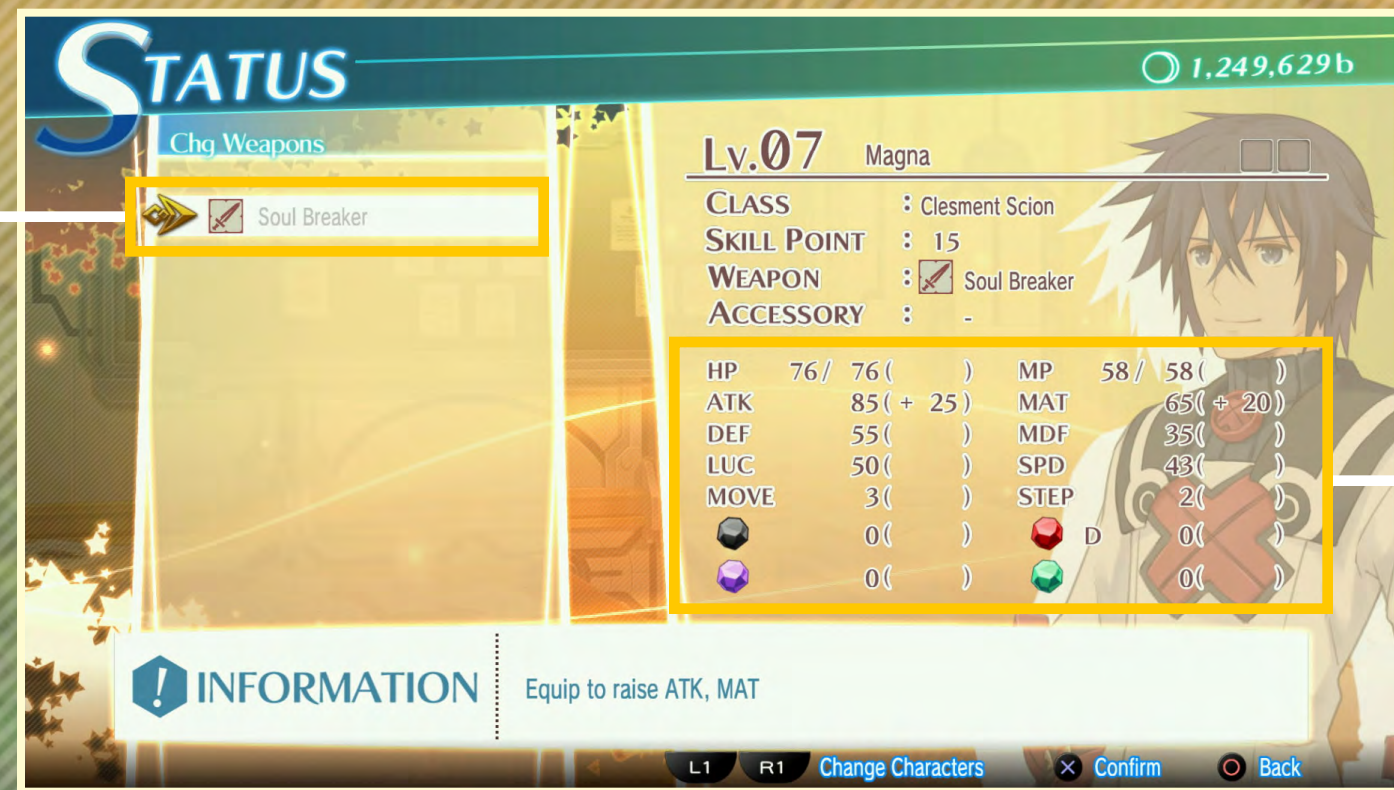 STATUS
1,249,629b
Chg Weapons
Soul Breaker
Lv.07 Magna
CLASS : Clesment Scion
SKILL POINT : 15
WEAPON : Soul Breaker
ACCESSORY : -
HP 76/ 76( ) MP 58/ 58( )
ATK 85( + 25) MAT 65( + 20)
DEF 55( ) MDF 35( )
LUC 50( ) SPD 43( )
MOVE 3( ) STEP 2( )
0( ) D 0( )
0( ) 0( )
! INFORMATION Equip to raise ATK, MAT
L1 R1 Change Characters Confirm Back